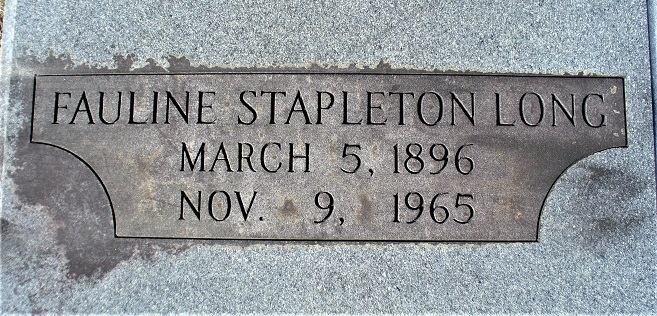 FAULINE STAPLETON LONG
MARCH 5, 1896
NOV. 9, 1965